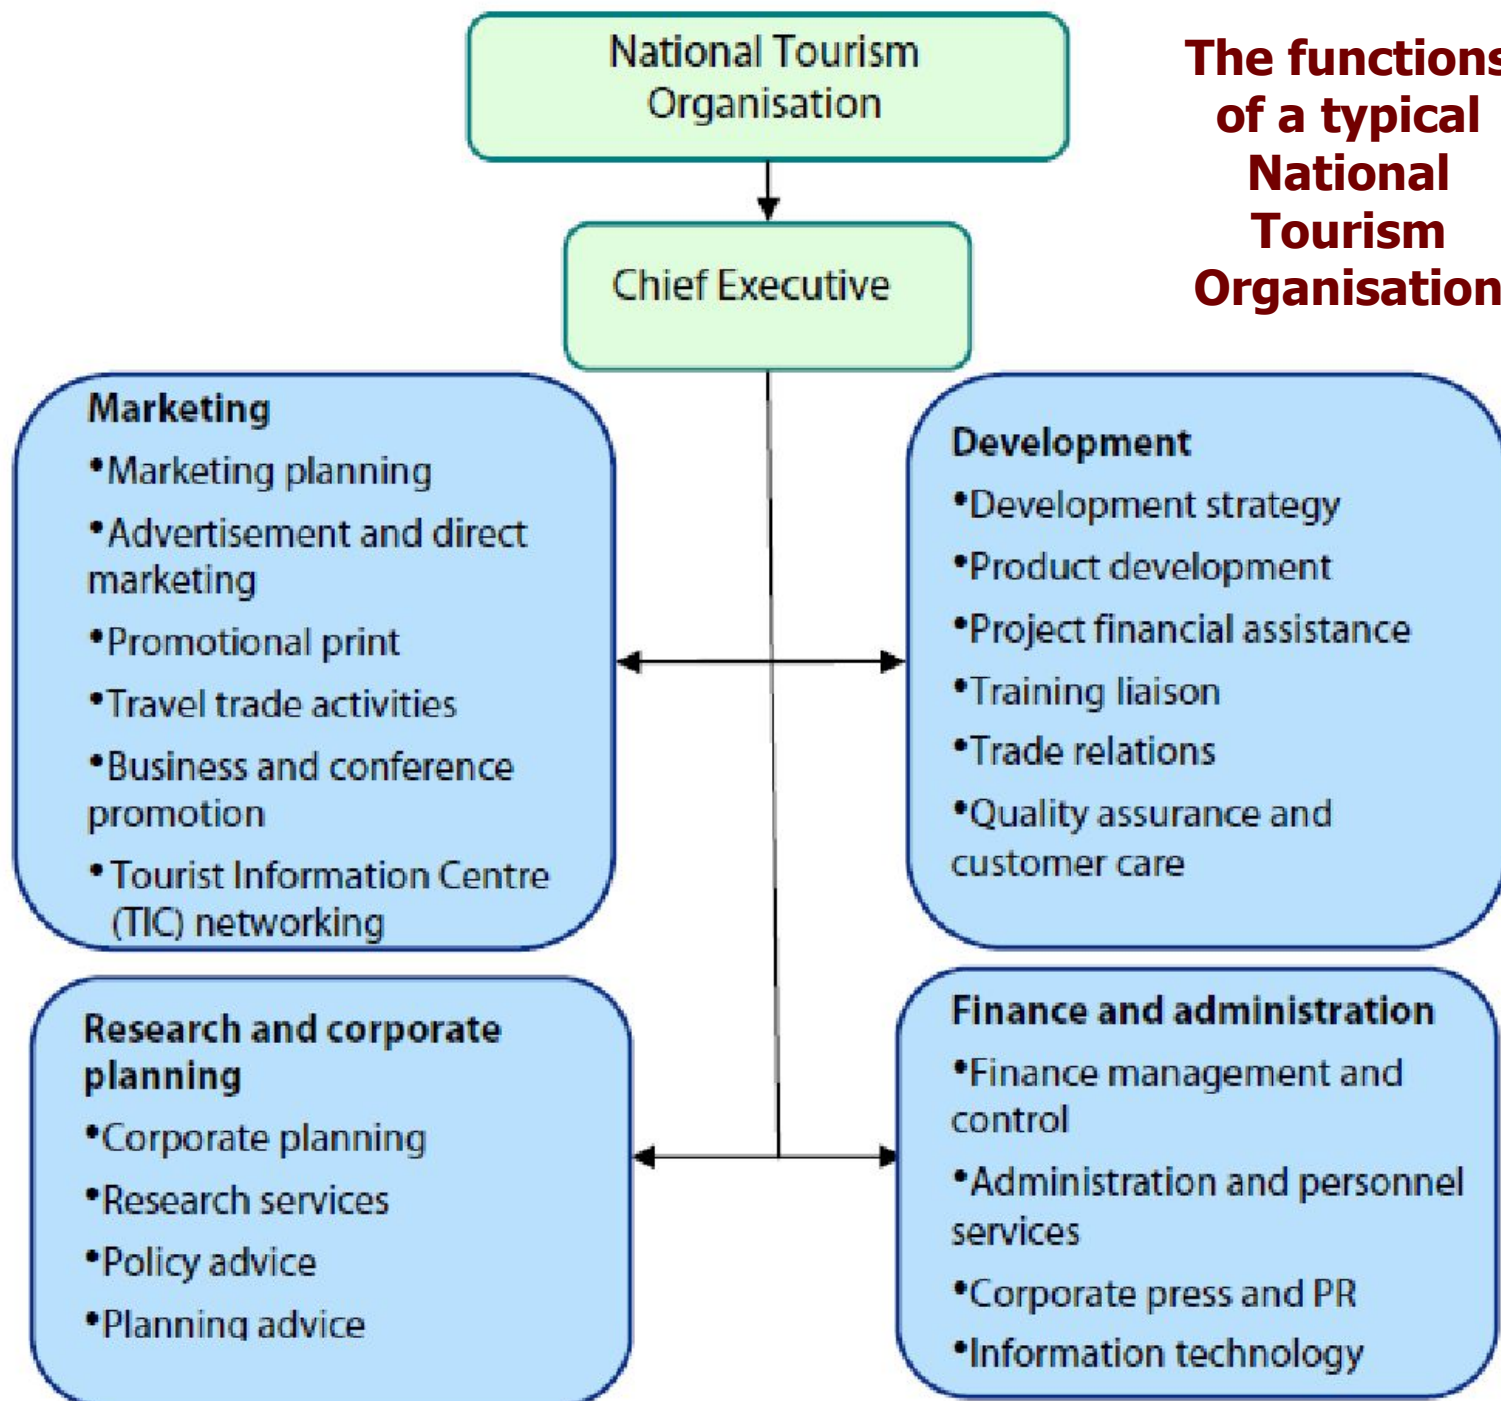 National Tourism
Organisation
The functions
of a typical
National
Tourism
Organisation
Chief Executive
Marketing
•Marketing planning
•Advertisement and direct
marketing
•Promotional print
•Travel trade activities
•Business and conference
promotion
• Tourist Information Centre
(TIC) networking
Development
•Development strategy
•Product development
•Project financial assistance
•Training liaison
•Trade relations
•Quality assurance and
customer care
Research and corporate
planning
•Corporate planning
•Research services
•Policy advice
•Planning advice
Finance and administration
•Finance management and
control
•Administration and personnel
services
•Corporate press and PR
•Information technology